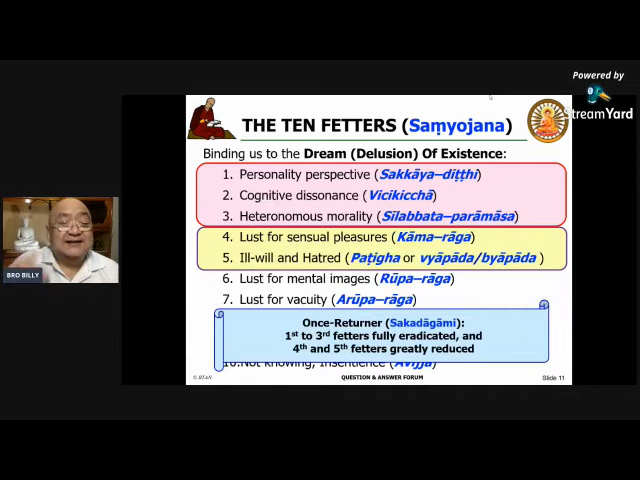 Powered by
StreamYard
THE TEN FETTERS (Saṃyojana)
Binding us to the Dream (Delusion) Of Existence:
1. Personality perspective (Sakkāya–diṭṭhi)
2. Cognitive dissonance (Vicikicchā)
3. Heteronomous morality (Sīlabbata–parāmāsa)
4. Lust for sensual pleasures (Kāma–rāga)
5. Ill-will and Hatred (Paṭigha or vyāpāda/byāpāda )
6. Lust for mental images (Rūpa–rāga)
7. Lust for vacuity (Arūpa–rāga)
Once-Returner (Sakadāgāmi):
1st to 3rd fetters fully eradicated, and
4th and 5th fetters greatly reduced
10. Not knowing, Insentience (Avijjā)
BRO BILLY
© BTAN
QUESTION & ANSWER FORUM
Slide 11